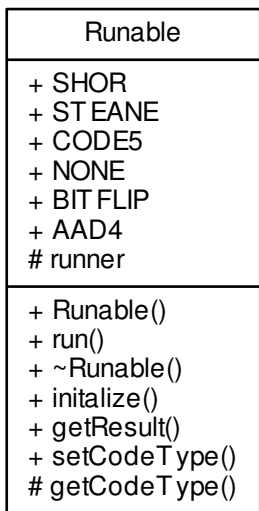 Runable
+ SHOR
+ STEANE
+ CODE5
+ NONE
+ BITFLIP
+ AAD4
# runner
+ Runable()
+ run()
+ ~Runable()
+ initalize()
+ getResult()
+ setCodeType()
# getCodeType()